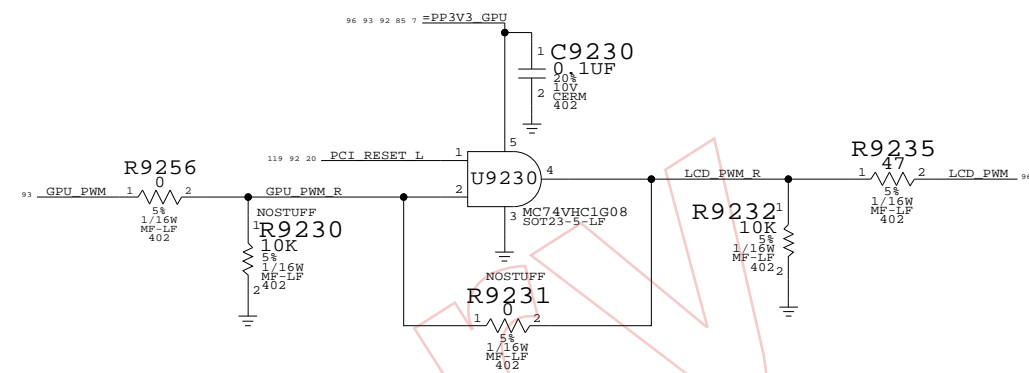 96 93 92 85 7 =PP3V3_GPU
1 C9230
0.1UF
20%
10V
CERM
402
2
119 92 20 PCI_RESET_L 1
5
U9230
4
2
3 MC74VHC1G08
SOT23-5-LF
R9256
0
93 GPU_PWM 1 2 GPU_PWM_R
5%
1/16W
MF-LF
402
NOSTUFF
1 R9230
10K
5%
1/16W
MF-LF
402
2
NOSTUFF
R9231
0
1 2
5%
1/16W
MF-LF
402
LCD_PWM_R
R9232 1
10K
5%
1/16W
MF-LF
402 2
R9235
47
1 2 LCD_PWM 96
5%
1/16W
MF-LF
402